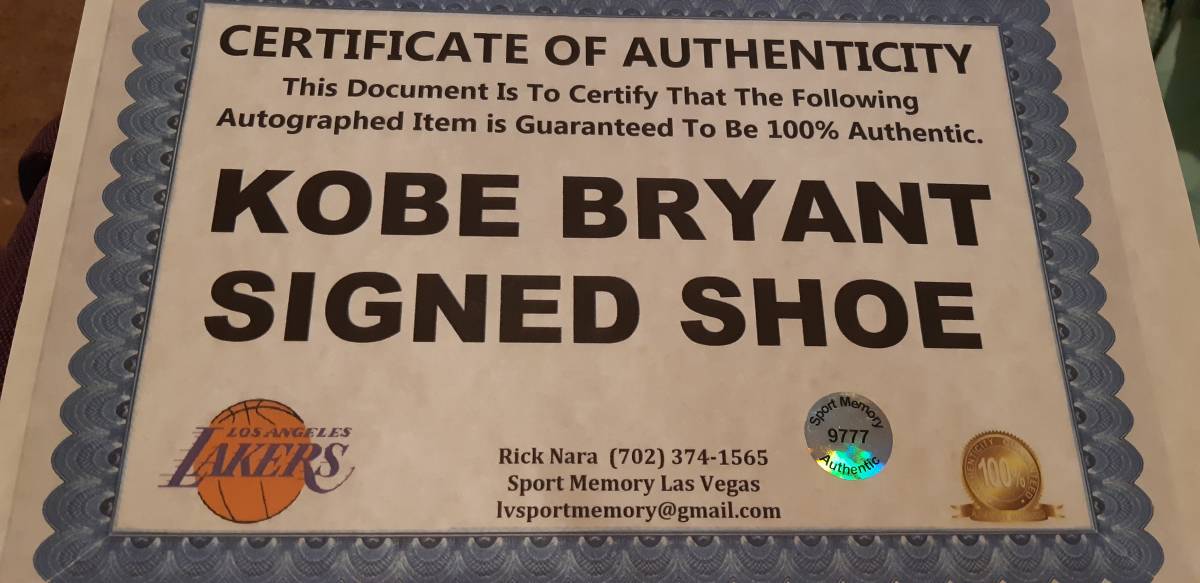 CERTIFICATE OF AUTHENTICITY
This Document Is To Certify That The Following
Autographed Item is Guaranteed To Be 100% Authentic.
KOBE BRYANT
SIGNED SHOE
LOS ANGELES
LAKERS
Rick Nara (702) 374-1565
Sport Memory Las Vegas
lvsportmemory@gmail.com
Sport Memory
9777
Authentic
100%